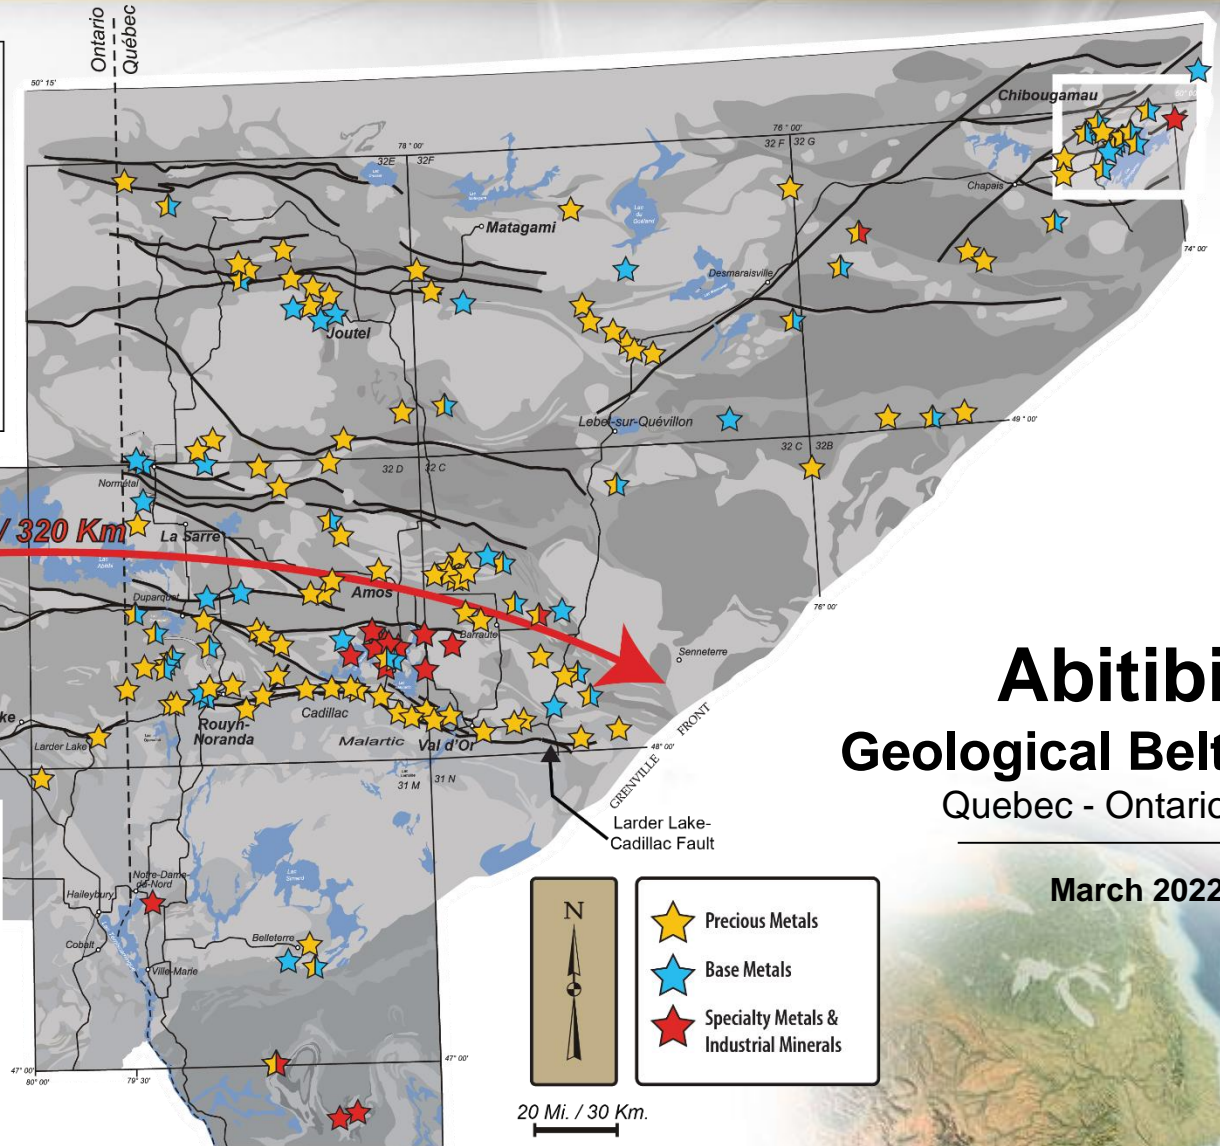 Ontario
Québec
50° 15'
78 ° 00'
32E
32F
76 ° 00'
32 F
32 G
Chibougamau
Chapais
74° 00'
Matagami
Desmaraisville
Joutel
Lebel-sur-Quévillon
49 ° 00'
32 C
32B
32 D
32 C
Normétal
/ 320 Km
La Sarre
Duparquet
Amos
Barraute
76° 00'
Senneterre
Abitibi
Geological Belt
Quebec - Ontario
March 2022
ke
Larder Lake
Rouyn-
Noranda
Cadillac
Malartic
Val d'Or
48° 00'
GRENVILLE
FRONT
31 M
31 N
Larder Lake-
Cadillac Fault
Notre-Dame-
du-Nord
Haileybury
Cobalt
Ville-Marie
Belleterre
N
Precious Metals
Base Metals
Specialty Metals &
Industrial Minerals
47° 00'
47° 00'
80° 00'
79° 30'
20 Mi. / 30 Km.